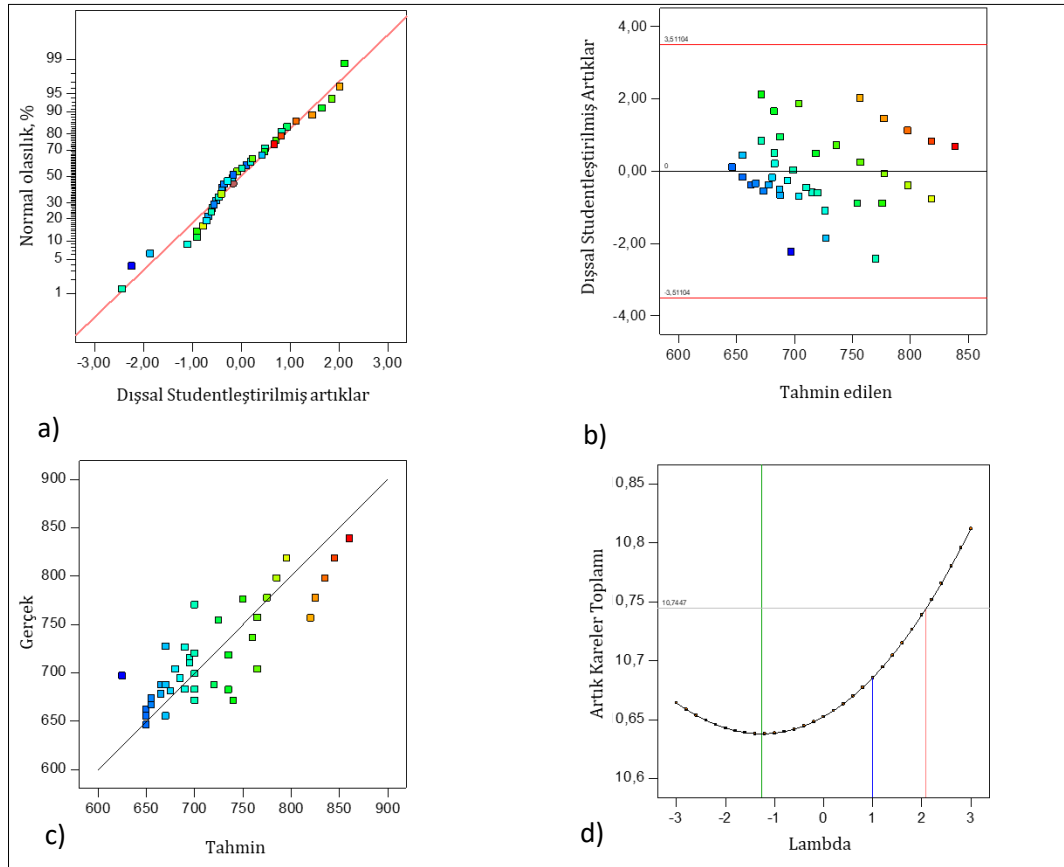 Normal olasılık, %
99
95
90
80
70
50
30
20
10
5
1
-3,00 -2,00 -1,00 0,00 1,00 2,00 3,00
Dışsal Studentleştirilmiş artıklar
a)
Dışsal Studentleştirilmiş Artıklar
4,00
2,00
0,00
-2,00
-4,00
3,51104
0
-3,51104
600 650 700 750 800 850
Tahmin edilen
b)
Gerçek
900
850
800
750
700
650
600
600 650 700 750 800 850 900
Tahmin
c)
Artık Kareler Toplamı
10,85
10,8
10,75
10,7
10,65
10,6
10,7447
-3 -2 -1 0 1 2 3
Lambda
d)